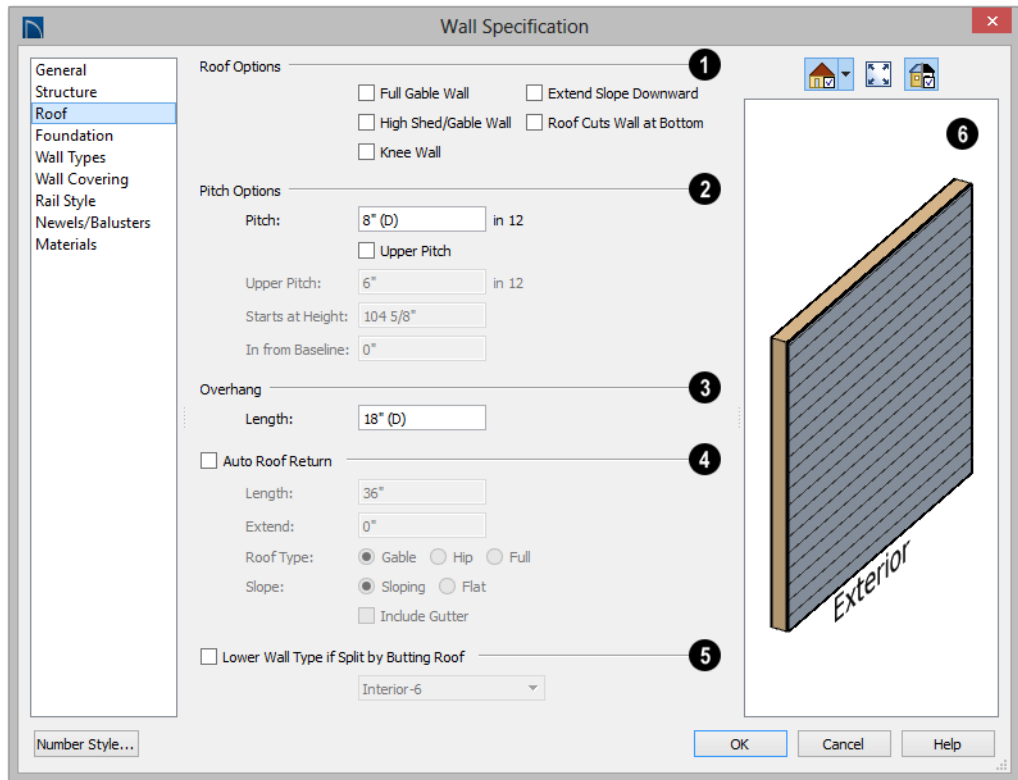 Wall Specification
General
Structure
Roof
Foundation
Wall Types
Wall Covering
Rail Style
Newels/Balusters
Materials
Roof Options 1
Full Gable Wall Extend Slope Downward
High Shed/Gable Wall Roof Cuts Wall at Bottom
Knee Wall
Pitch Options 2
Pitch: 8" (D) in 12
Upper Pitch
Upper Pitch: 6" in 12
Starts at Height: 104 5/8"
In from Baseline: 0"
Overhang 3
Length: 18" (D)
Auto Roof Return 4
Length: 36"
Extend: 0"
Roof Type: Gable Hip Full
Slope: Sloping Flat
Include Gutter
Lower Wall Type if Split by Butting Roof 5
Interior-6
6
Exterior
Number Style... OK Cancel Help